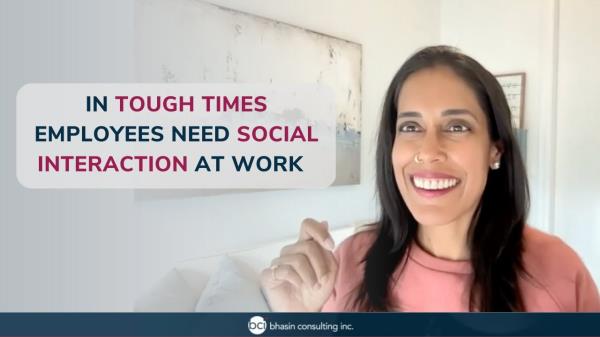 IN TOUGH TIMES
EMPLOYEES NEED SOCIAL
INTERACTION AT WORK
bci bhasin consulting inc.